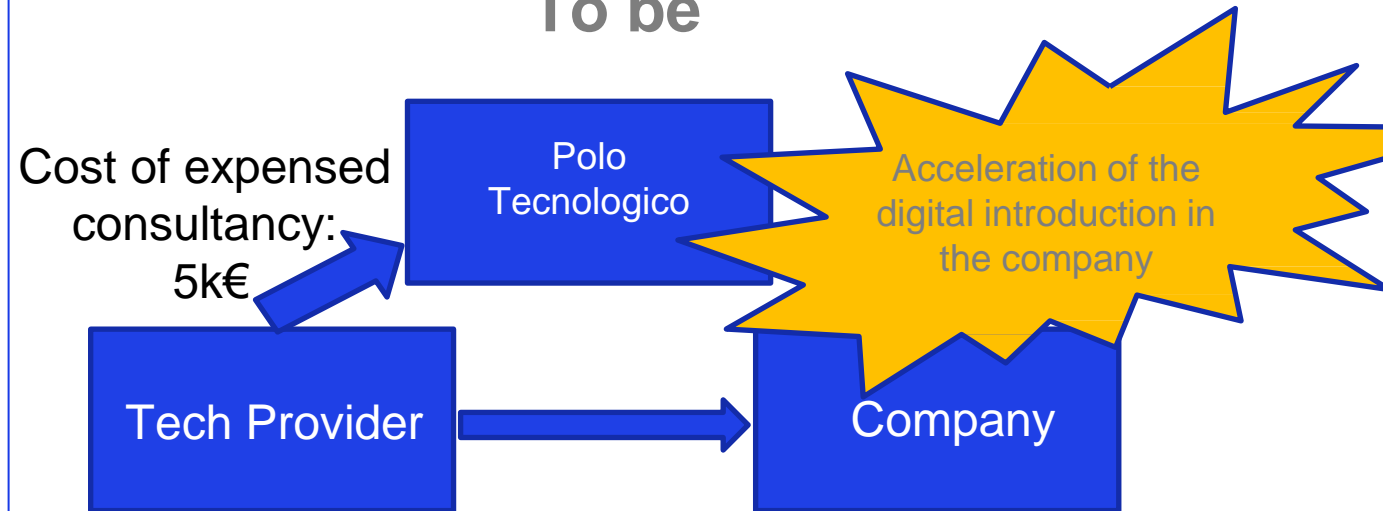 To be
Cost of expensed
consultancy:
5k€
Polo
Tecnologico
Acceleration of the
digital introduction in
the company
Tech Provider
Company